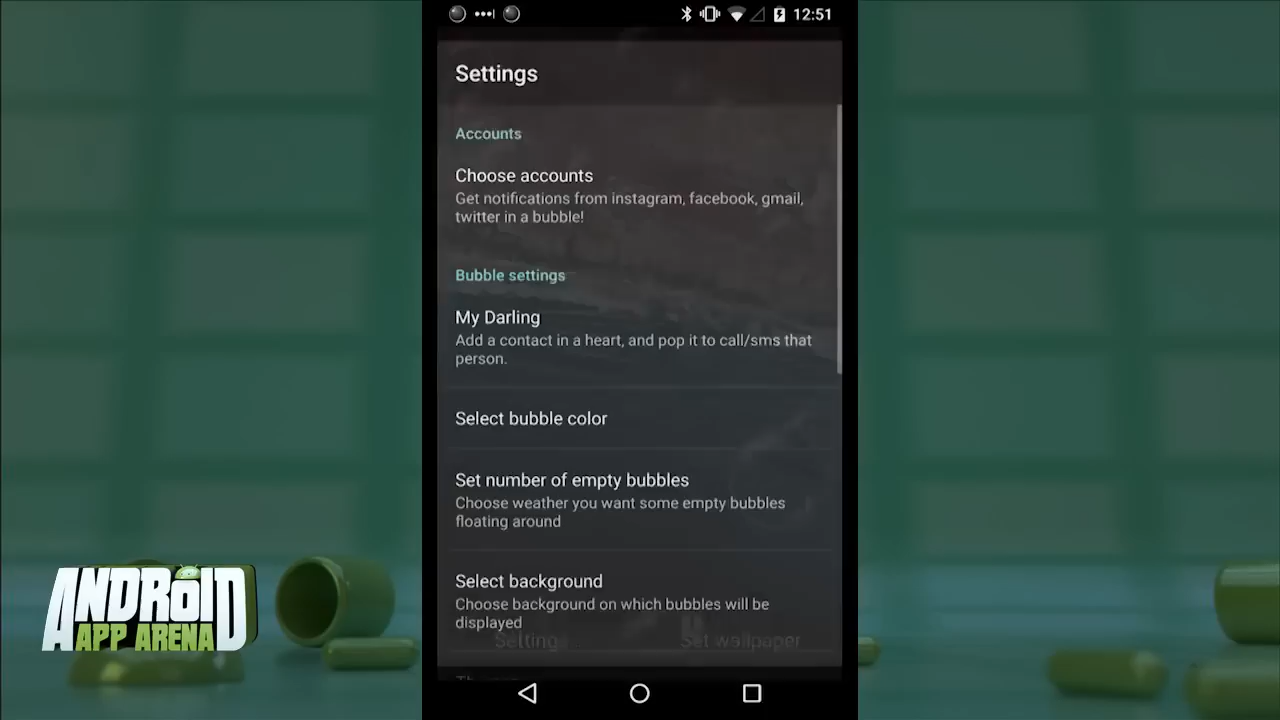 12:51
Settings
Accounts
Choose accounts
Get notifications from instagram, facebook, gmail,
twitter in a bubble!
Bubble settings
My Darling
Add a contact in a heart, and pop it to call/sms that
person.
Select bubble color
Set number of empty bubbles
Choose weather you want some empty bubbles
floating around
Select background
Choose background on which bubbles will be
displayed
Set wallpaper
ANDROID
APP ARENA